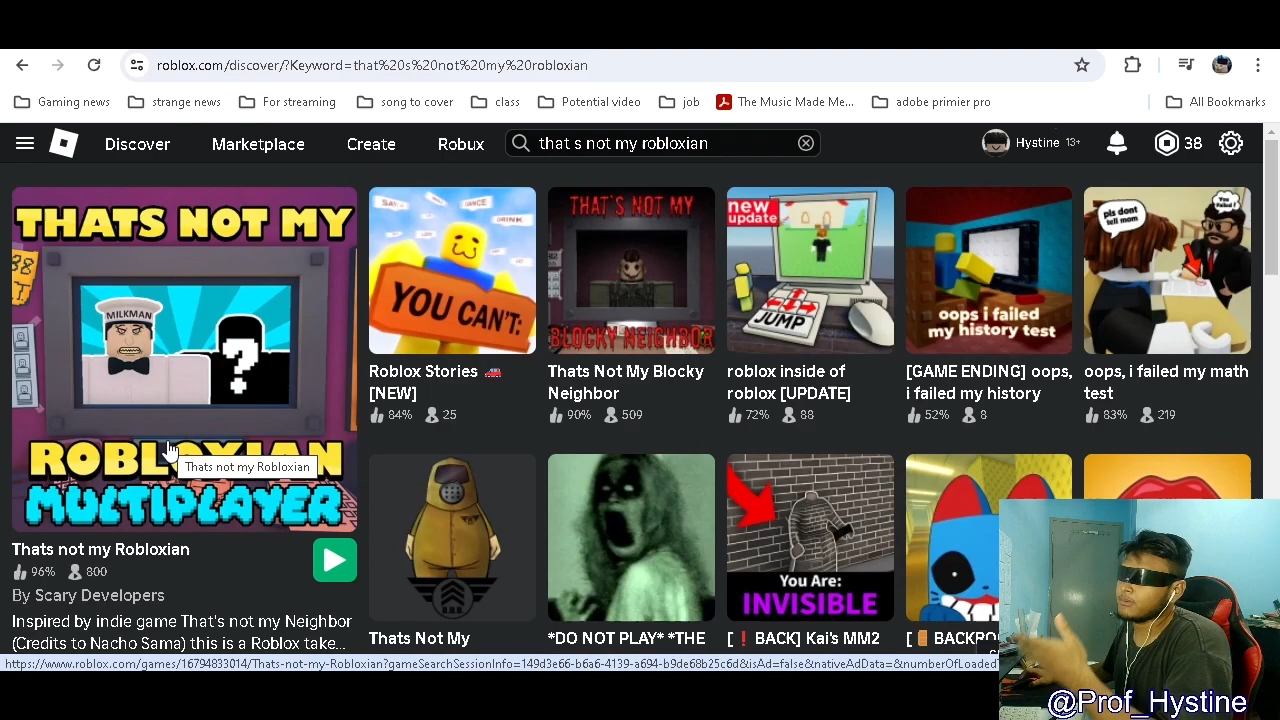 roblox.com/discover/?Keyword=that%20s%20not%20my%20robloxian
Gaming news
strange news
For streaming
song to cover
class
Potential video
job
The Music Made Me...
adobe primier pro
All Bookmarks
Discover
Marketplace
Create
Robux
that s not my robloxian
Hystine 13+
38
THATS NOT MY
MILKMAN
?
ROBLOXIAN
MULTIPLAYER
Thats not my Robloxian
Thats not my Robloxian
96% 800
By Scary Developers
Inspired by indie game That's not my Neighbor
(Credits to Nacho Sama) this is a Roblox take...
DANCE
DRINK
YOU CAN'T:
Roblox Stories 🚗
[NEW]
84% 25
THAT'S NOT MY
BLOCKY NEIGHBOR
Thats Not My Blocky
Neighbor
90% 509
new
update
JUMP
roblox inside of
roblox [UPDATE]
72% 88
oops i failed
my history test
[GAME ENDING] oops,
i failed my history
52% 8
pls dont
tell mom
You
Failed!
oops, i failed my math
test
83% 219
Thats Not My
*DO NOT PLAY* *THE
You Are:
INVISIBLE
[❗BACK] Kai's MM2
https://www.roblox.com/games/16794833014/Thats-not-my-Robloxian?gameSearchSessionInfo=149d3e66-b6a6-4139-a694-b9de68b25c6d&isAd=false&nativeAdData=&numberOfLoaded
@Prof_Hystine